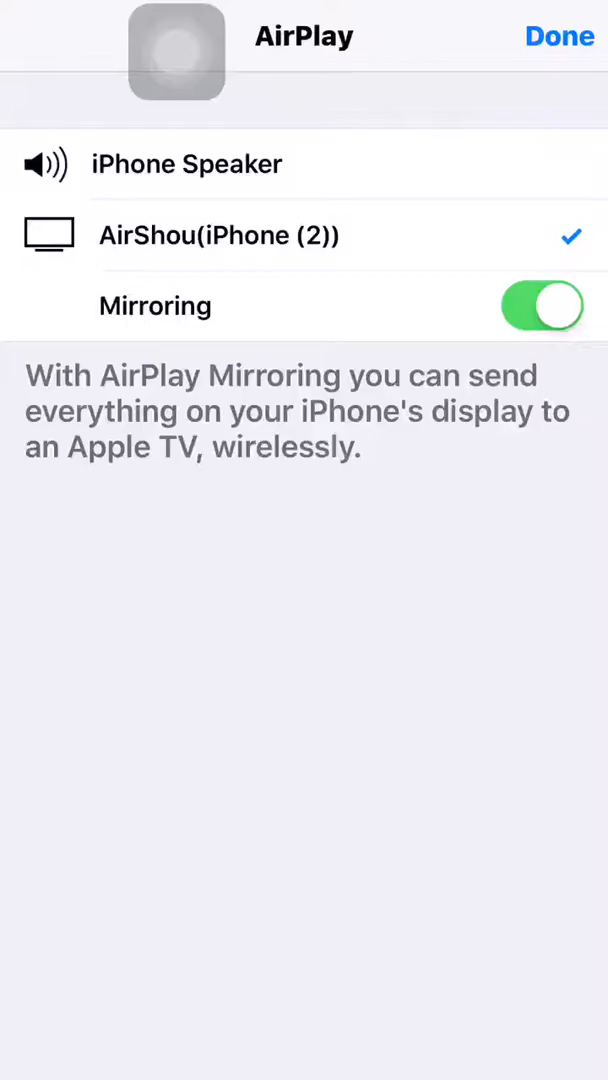 AirPlay
Done
iPhone Speaker
AirShou(iPhone (2))
Mirroring
With AirPlay Mirroring you can send
everything on your iPhone's display to
an Apple TV, wirelessly.